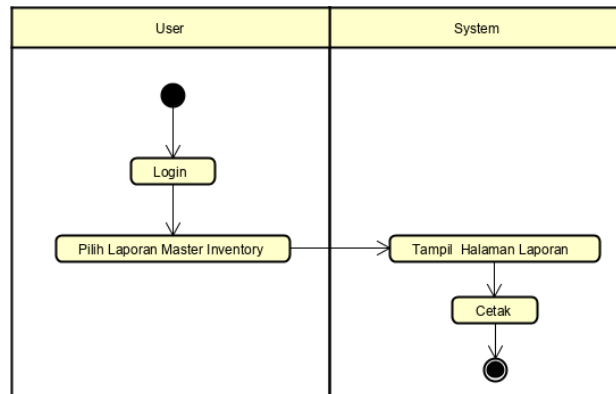 User
System
Login
Pilih Laporan Master Inventory
Tampil Halaman Laporan
Cetak